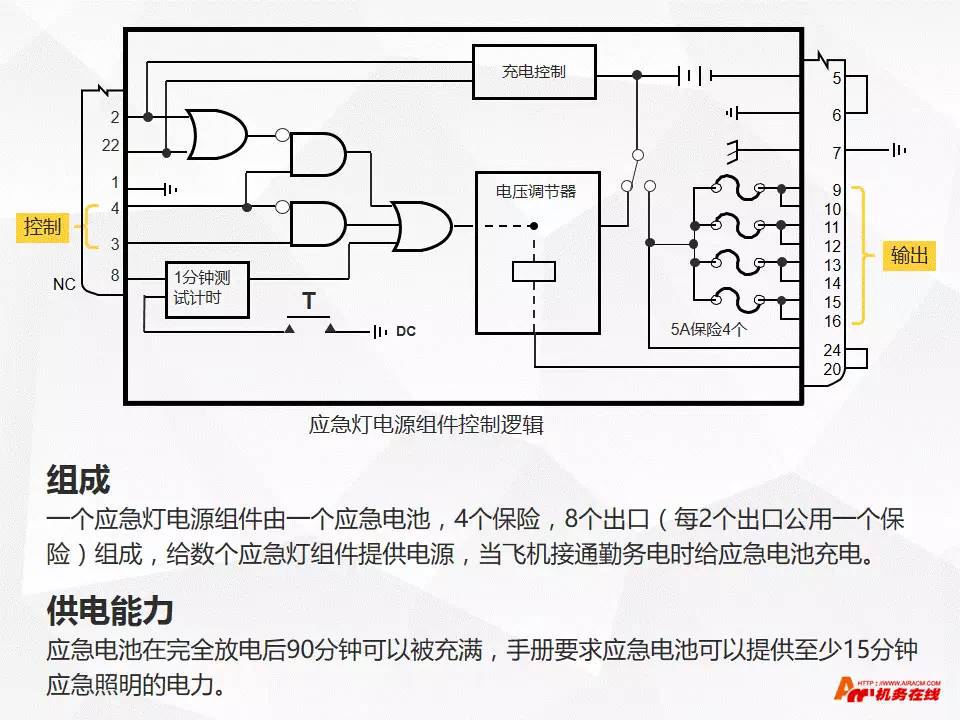 充电控制
5
2
6
22
7
电压调节器
1
9
4
10
控制
11
3
12
输出
13
8
1分钟测
试计时
NC
14
T
15
DC
5A保险4个
16
24
20
应急灯电源组件控制逻辑
组成
一个应急灯电源组件由一个应急电池，4个保险，8个出口（每2个出口公用一个保
险）组成，给数个应急灯组件提供电源，当飞机接通勤务电时给应急电池充电。
供电能力
应急电池在完全放电后90分钟可以被充满，手册要求应急电池可以提供至少15分钟
应急照明的电力。
HTTP://WWW.AIRACM.COM
机务在线